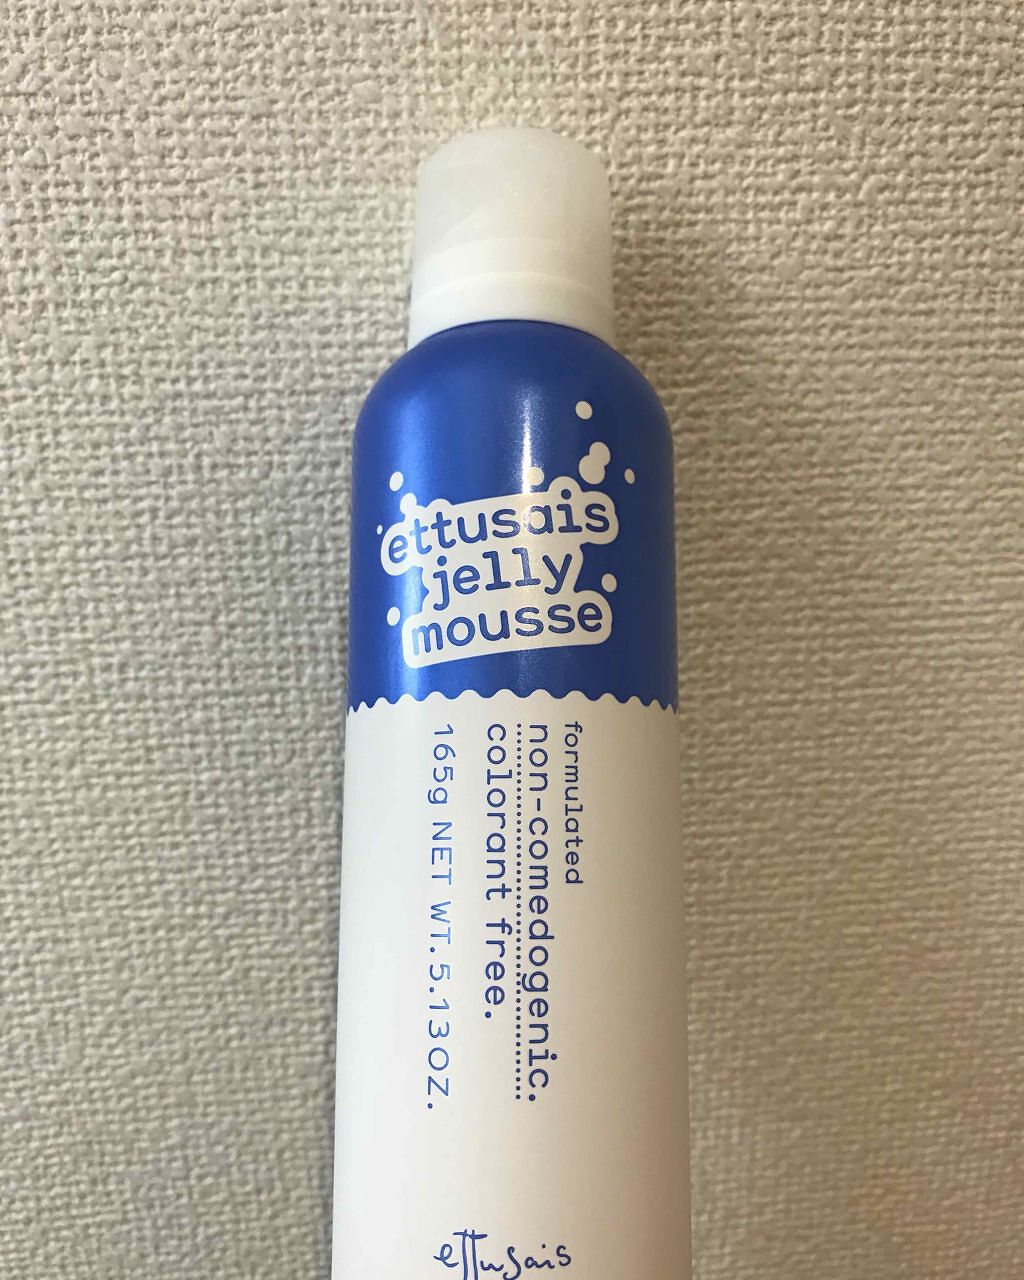 ettusais
jelly
mousse
formulated
non-comedogenic.
colorant free.
165g NET WT.5.13OZ.
ettusais